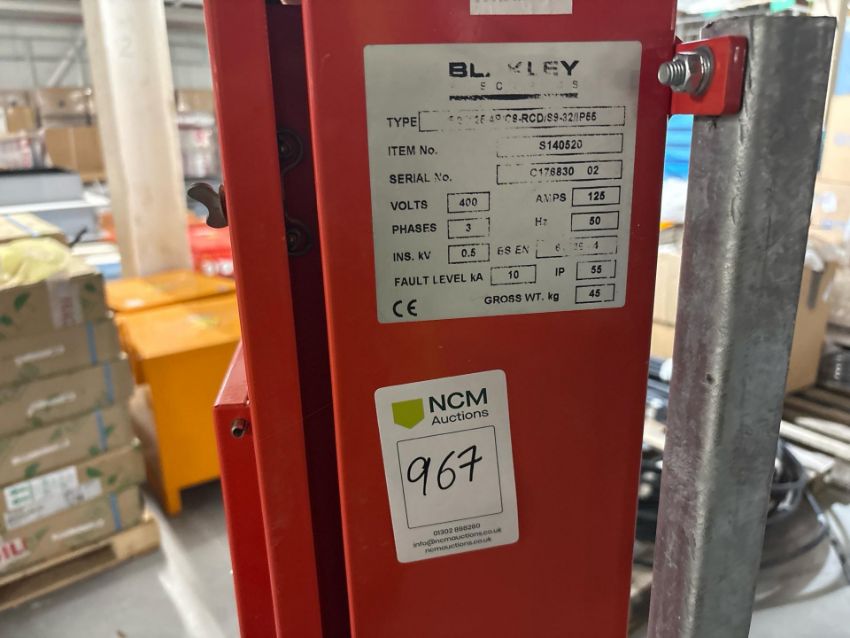 TYPE
ITEM No. S140520
SERIAL No. C176830 02
VOLTS 400 AMPS 125
PHASES 3 Hz 50
INS. kV 0.5 BS EN
FAULT LEVEL kA 10 IP 55
CE GROSS WT. kg 45
NCM
Auctions
967
01302 898260
info@ncmauctions.co.uk
ncmauctions.co.uk